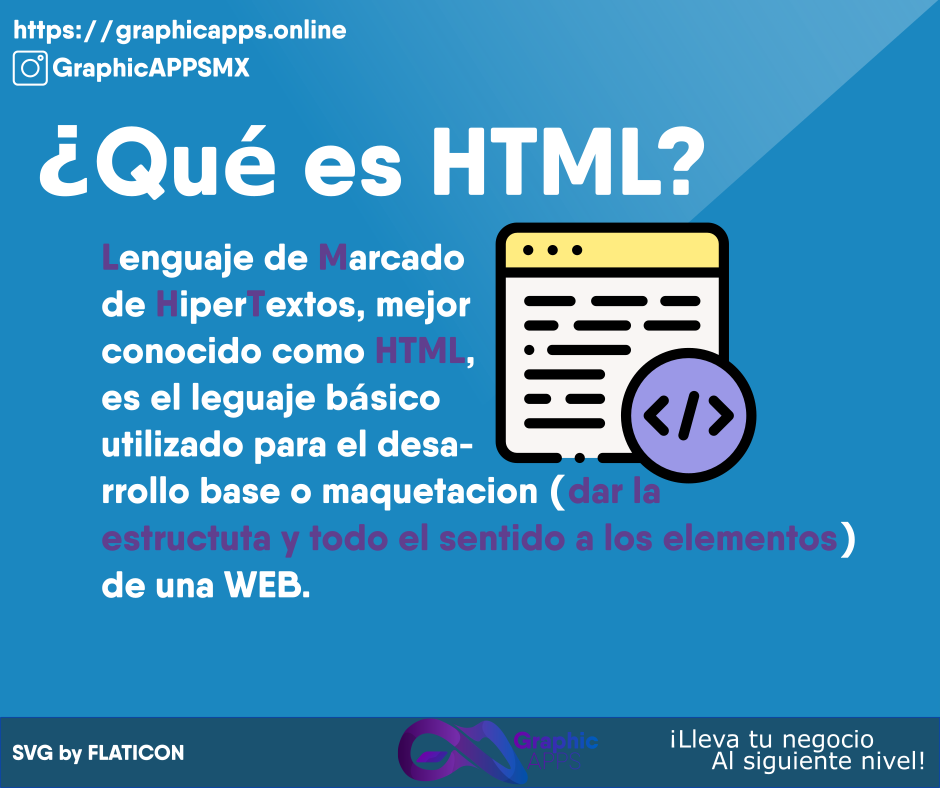 https://graphicapps.online
GraphicAPPSMX
¿Qué es HTML?
Lenguaje de Marcado
de HiperTextos, mejor
conocido como HTML,
es el leguaje básico
utilizado para el desa-
rrollo base o maquetacion (dar la
estructuta y todo el sentido a los elementos)
de una WEB.
</>
SVG by FLATICON
Graphic
APPS
¡Lleva tu negocio
Al siguiente nivel!